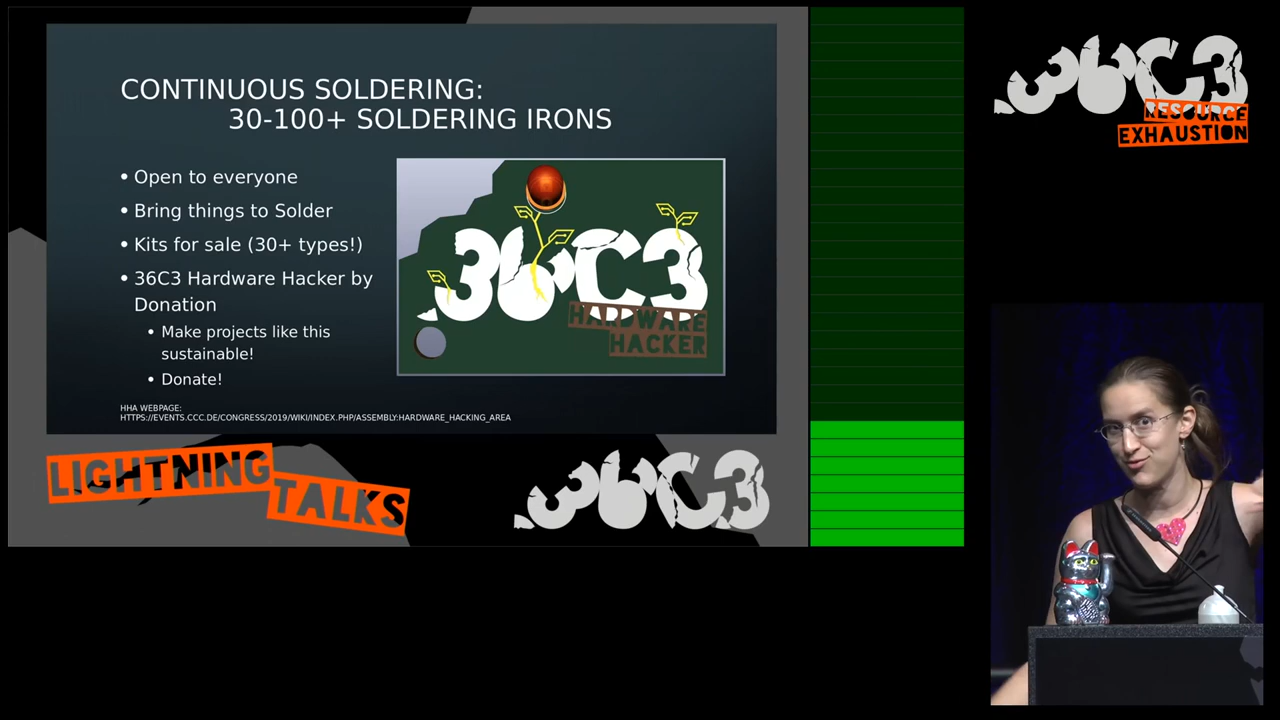 CONTINUOUS SOLDERING:
30-100+ SOLDERING IRONS
• Open to everyone
• Bring things to Solder
• Kits for sale (30+ types!)
• 36C3 Hardware Hacker by
Donation
• Make projects like this
sustainable!
• Donate!
36C3
HARDWARE
HACKER
HHA WEBPAGE:
HTTPS://EVENTS.CCC.DE/CONGRESS/2019/WIKI/INDEX.PHP/ASSEMBLY:HARDWARE_HACKING_AREA
LIGHTNING
TALKS
36C3
36C3
RESOURCE
EXHAUSTION